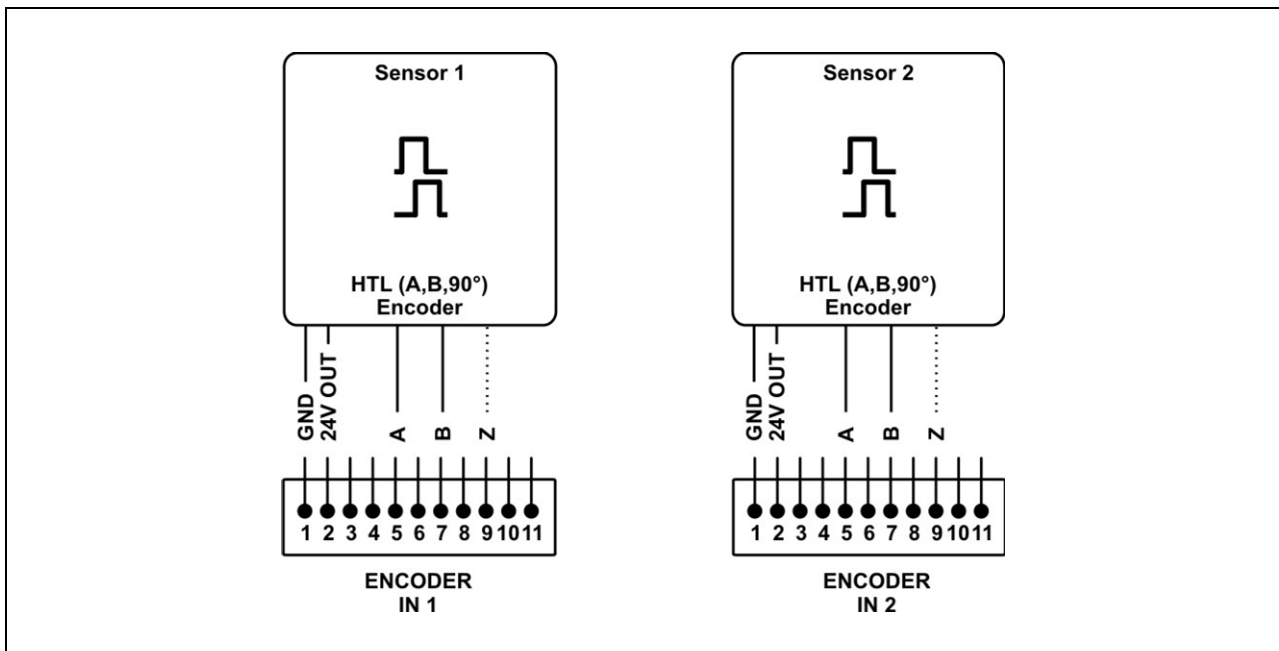 Sensor 1
HTL (A,B,90°)
Encoder
GND
24V OUT
A
B
Z
1 2 3 4 5 6 7 8 9 10 11
ENCODER
IN 1
Sensor 2
HTL (A,B,90°)
Encoder
GND
24V OUT
A
B
Z
1 2 3 4 5 6 7 8 9 10 11
ENCODER
IN 2